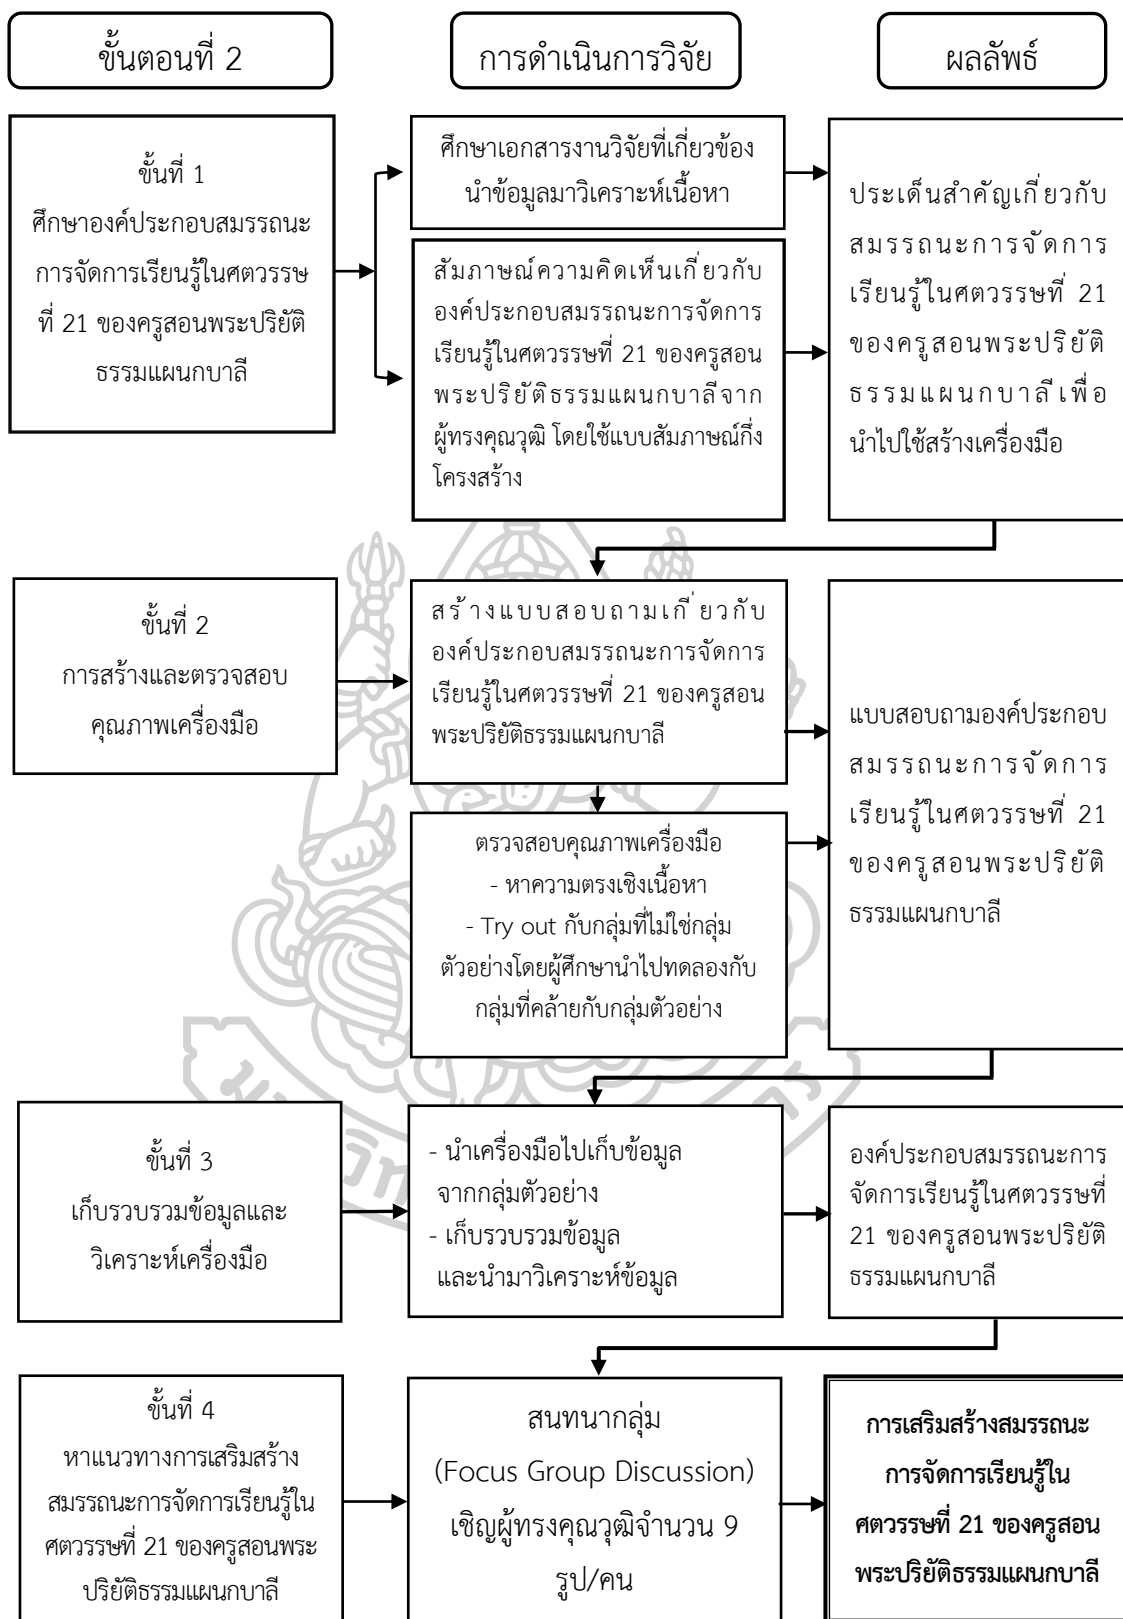 ขั้นตอนที่ 2
การดำเนินการวิจัย
ผลลัพธ์
ขั้นที่ 1
ศึกษาองค์ประกอบสมรรถนะ
การจัดการเรียนรู้ในศตวรรษ
ที่ 21 ของครูสอนพระปริยัติ
ธรรมแผนกบาลี
ศึกษาเอกสารงานวิจัยที่เกี่ยวข้อง
นำข้อมูลมาวิเคราะห์เนื้อหา
สัมภาษณ์ความคิดเห็นเกี่ยวกับ
องค์ประกอบสมรรถนะการจัดการ
เรียนรู้ในศตวรรษที่ 21 ของครูสอน
พระปริยัติธรรมแผนกบาลีจาก
ผู้ทรงคุณวุฒิ โดยใช้แบบสัมภาษณ์กึ่ง
โครงสร้าง
ประเด็นสำคัญเกี่ยวกับ
สมรรถนะการจัดการ
เรียนรู้ในศตวรรษที่ 21
ของครูสอนพระปริยัติ
ธรรมแผนกบาลีเพื่อ
นำไปใช้สร้างเครื่องมือ
ขั้นที่ 2
การสร้างและตรวจสอบ
คุณภาพเครื่องมือ
สร้างแบบสอบถามเกี่ยวกับ
องค์ประกอบสมรรถนะการจัดการ
เรียนรู้ในศตวรรษที่ 21 ของครูสอน
พระปริยัติธรรมแผนกบาลี
ตรวจสอบคุณภาพเครื่องมือ
- หาความตรงเชิงเนื้อหา
- Try out กับกลุ่มที่ไม่ใช่กลุ่ม
ตัวอย่างโดยผู้ศึกษานำไปทดลองกับ
กลุ่มที่คล้ายกับกลุ่มตัวอย่าง
แบบสอบถามองค์ประกอบ
สมรรถนะการจัดการ
เรียนรู้ในศตวรรษที่ 21
ของครูสอนพระปริยัติ
ธรรมแผนกบาลี
ขั้นที่ 3
เก็บรวบรวมข้อมูลและ
วิเคราะห์เครื่องมือ
- นำเครื่องมือไปเก็บข้อมูล
จากกลุ่มตัวอย่าง
- เก็บรวบรวมข้อมูล
และนำมาวิเคราะห์ข้อมูล
องค์ประกอบสมรรถนะการ
จัดการเรียนรู้ในศตวรรษที่
21 ของครูสอนพระปริยัติ
ธรรมแผนกบาลี
ขั้นที่ 4
หาแนวทางการเสริมสร้าง
สมรรถนะการจัดการเรียนรู้ใน
ศตวรรษที่ 21 ของครูสอนพระ
ปริยัติธรรมแผนกบาลี
สนทนากลุ่ม
(Focus Group Discussion)
เชิญผู้ทรงคุณวุฒิจำนวน 9
รูป/คน
การเสริมสร้างสมรรถนะ
การจัดการเรียนรู้ใน
ศตวรรษที่ 21 ของครูสอน
พระปริยัติธรรมแผนกบาลี